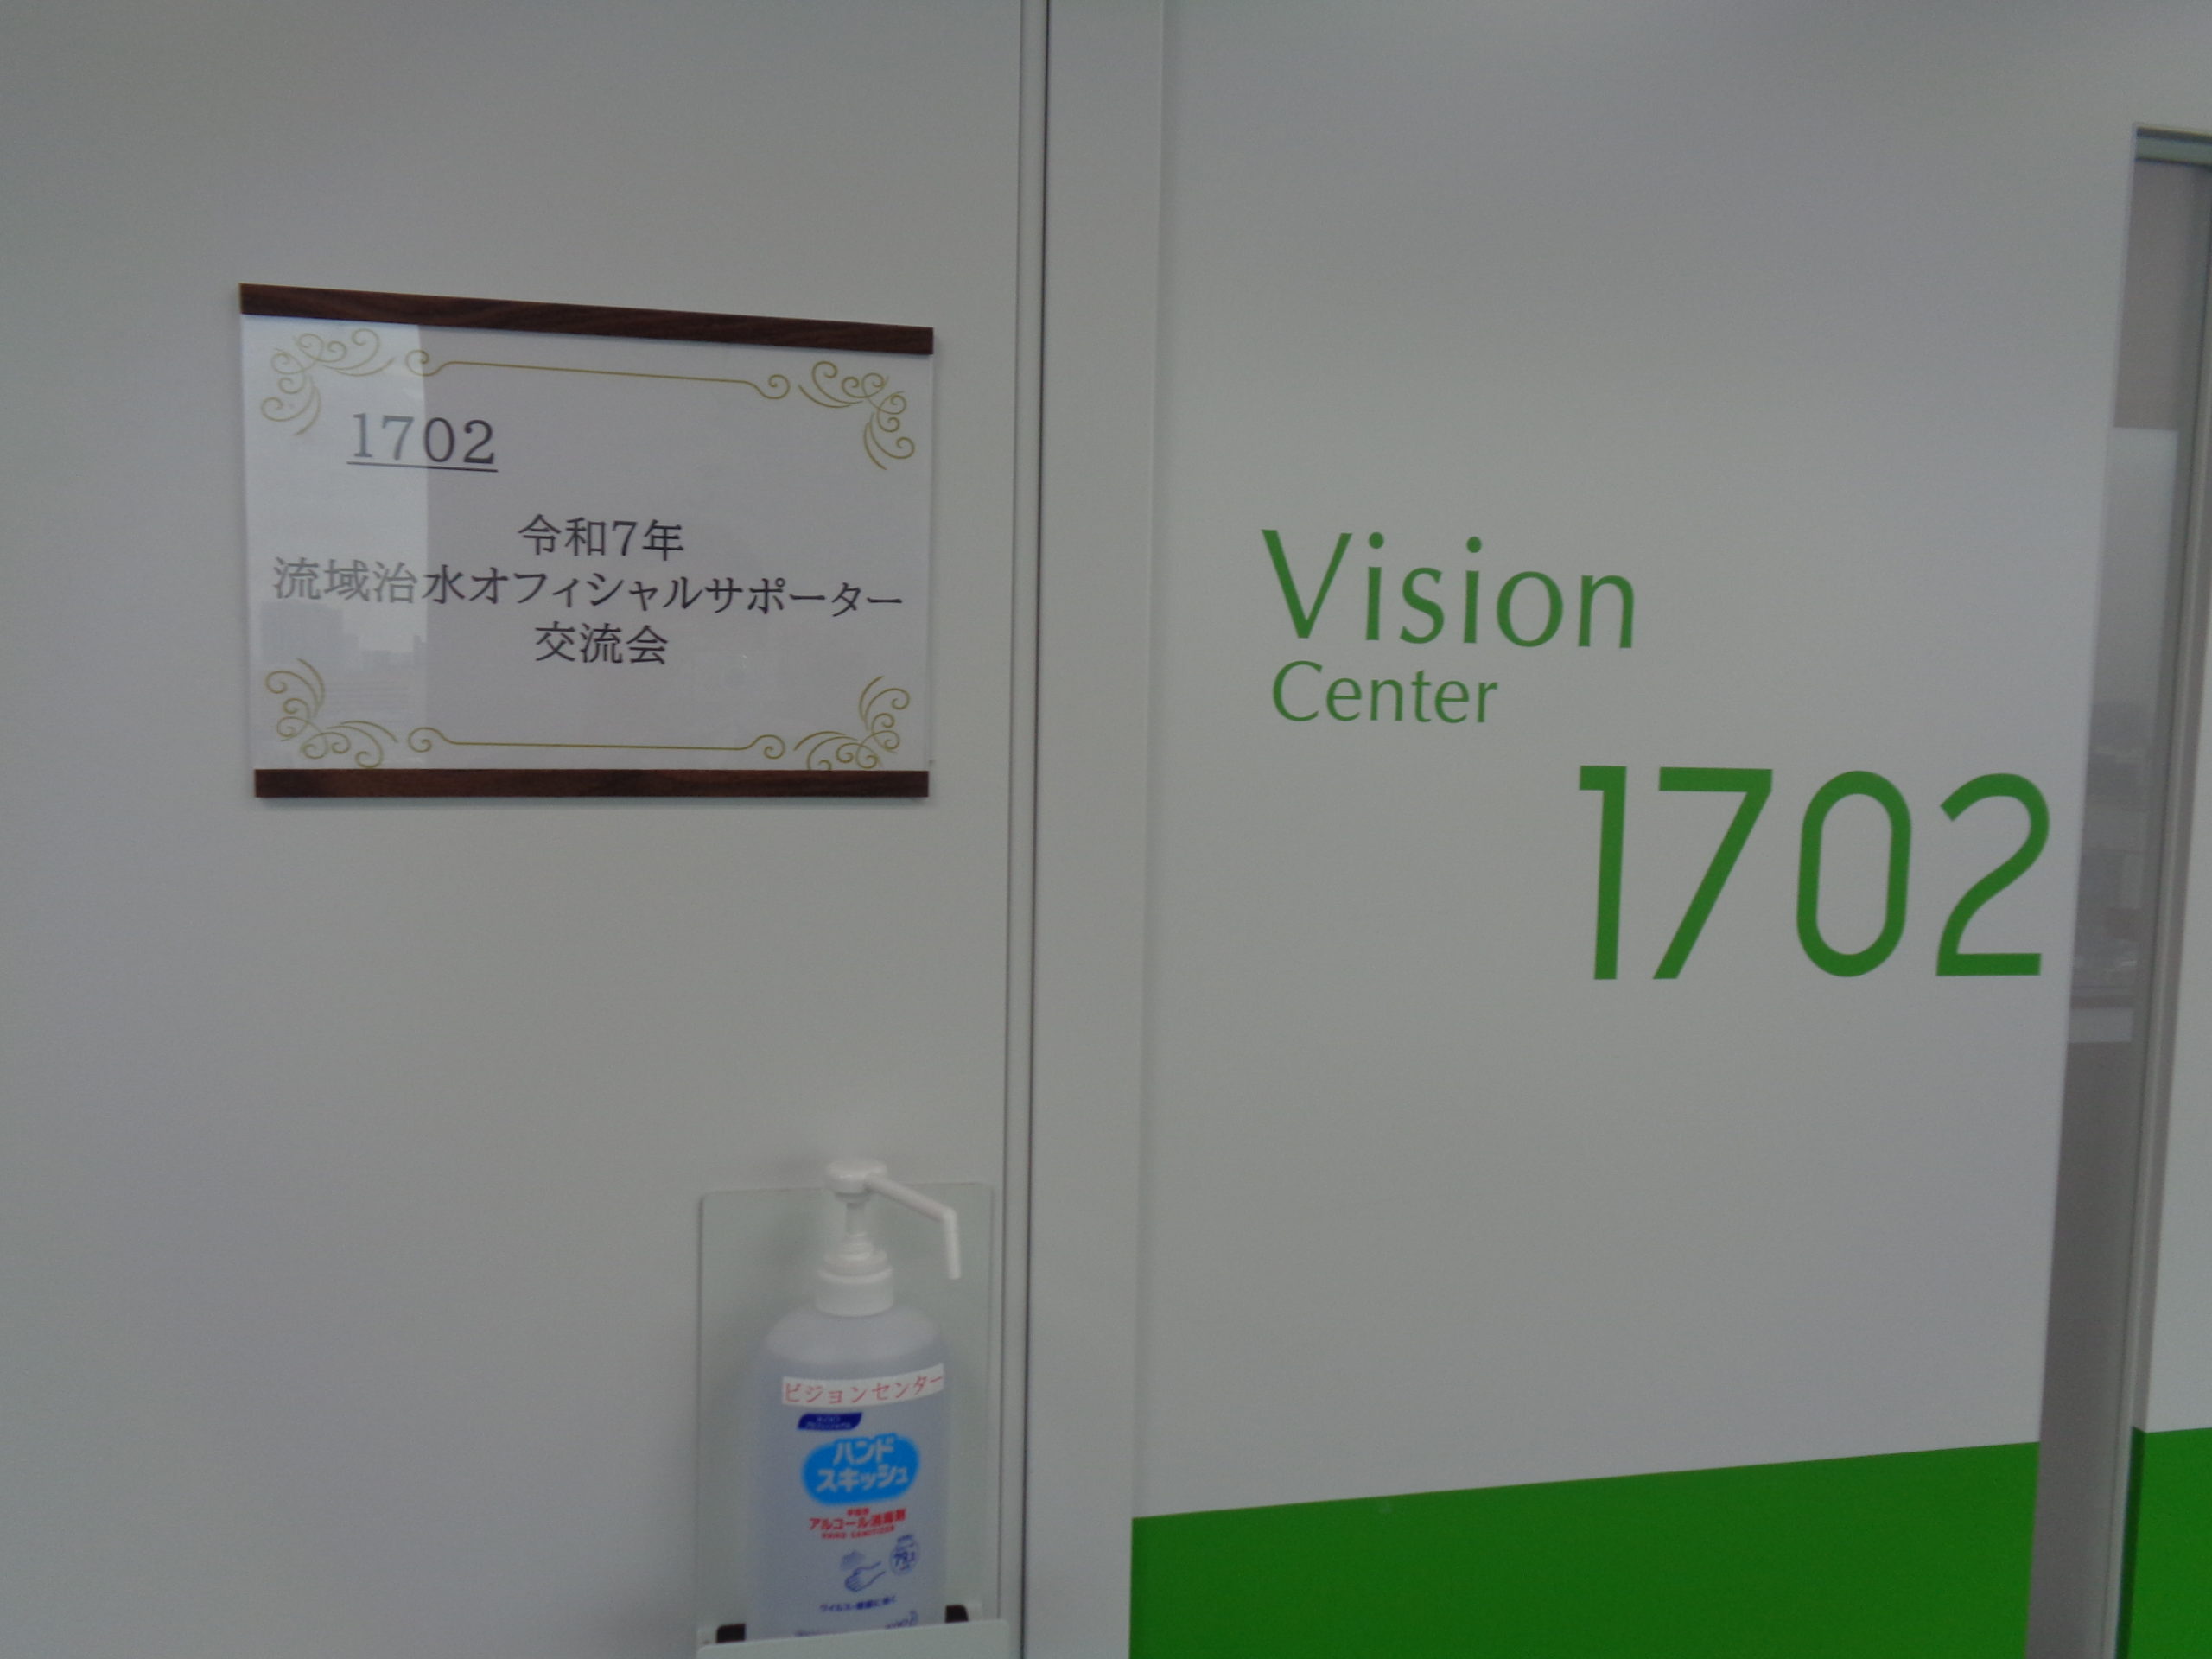 1702
令和7年
流域治水オフィシャルサポーター
交流会
Vision
Center
1702
ビジョンセンター
ハンド
スキッシュ
アルコール消毒剤
HAND SANITIZER